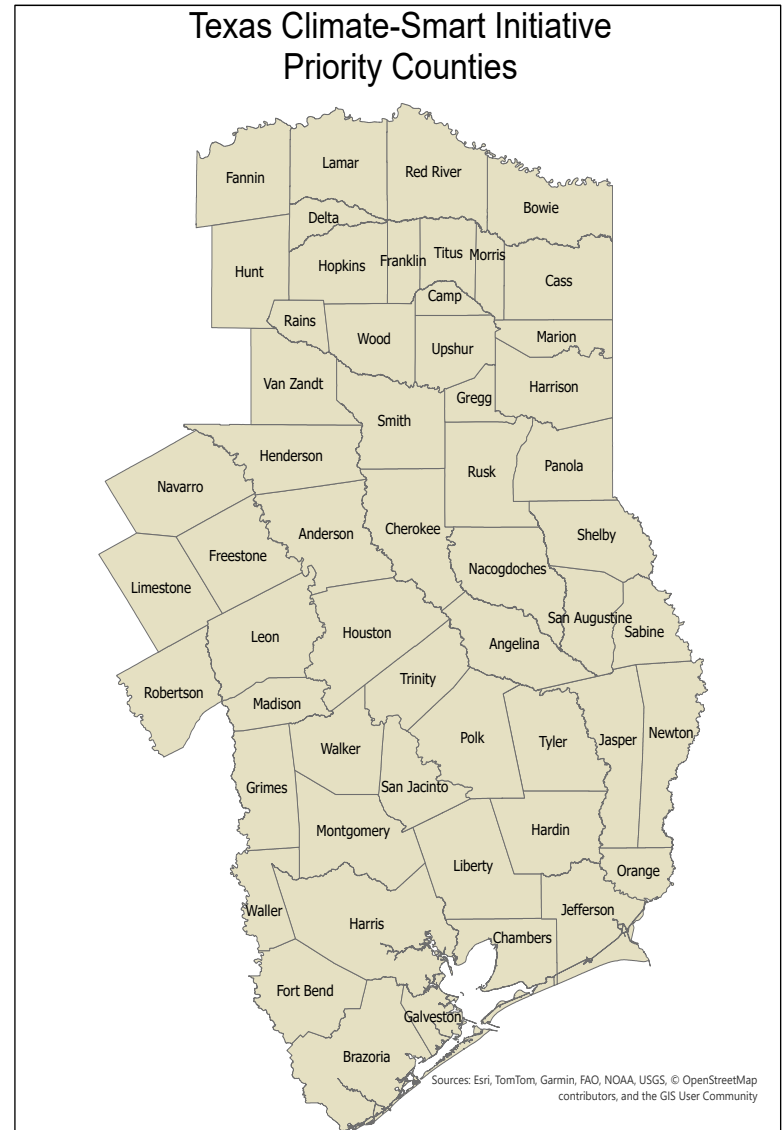 Texas Climate-Smart Initiative
Priority Counties
Fannin
Lamar
Red River
Bowie
Delta
Hunt
Hopkins
Franklin
Titus
Morris
Cass
Camp
Rains
Wood
Upshur
Marion
Van Zandt
Smith
Gregg
Harrison
Henderson
Rusk
Panola
Navarro
Anderson
Cherokee
Shelby
Freestone
Nacogdoches
Limestone
San Augustine
Sabine
Leon
Houston
Angelina
Robertson
Madison
Trinity
Walker
Polk
Tyler
Jasper
Newton
Grimes
San Jacinto
Montgomery
Hardin
Liberty
Orange
Waller
Harris
Jefferson
Chambers
Fort Bend
Galveston
Brazoria
Sources: Esri, TomTom, Garmin, FAO, NOAA, USGS, © OpenStreetMap
contributors, and the GIS User Community